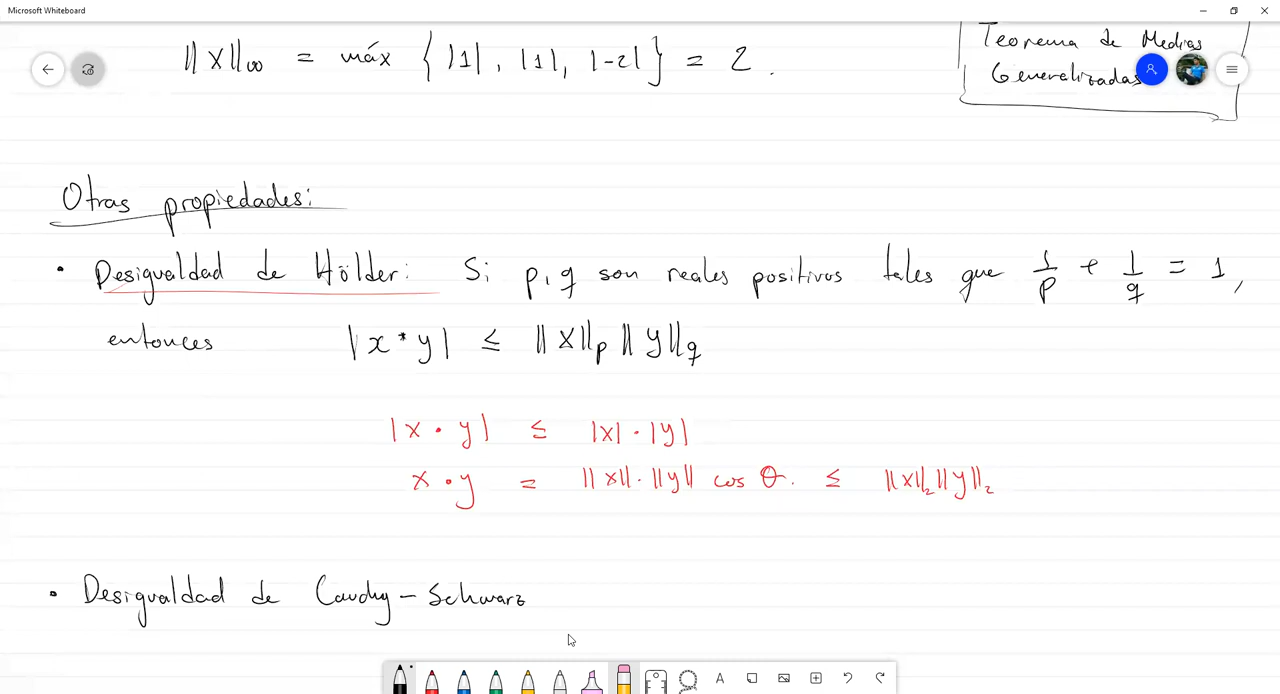 Microsoft Whiteboard
‖x‖∞ = máx { |1|, |1|, |-2| } = 2.
Teorema de Medias
Generalizadas
Otras propiedades:
• Desigualdad de Hölder: Si p, q son reales positivos tales que 1/p + 1/q = 1,
entonces |x * y| ≤ ‖x‖p ‖y‖q
|x · y| ≤ |x| · |y|
x · y = ‖x‖ · ‖y‖ cos θ. ≤ ‖x‖₂ ‖y‖₂
• Desigualdad de Cauchy - Schwarz
A